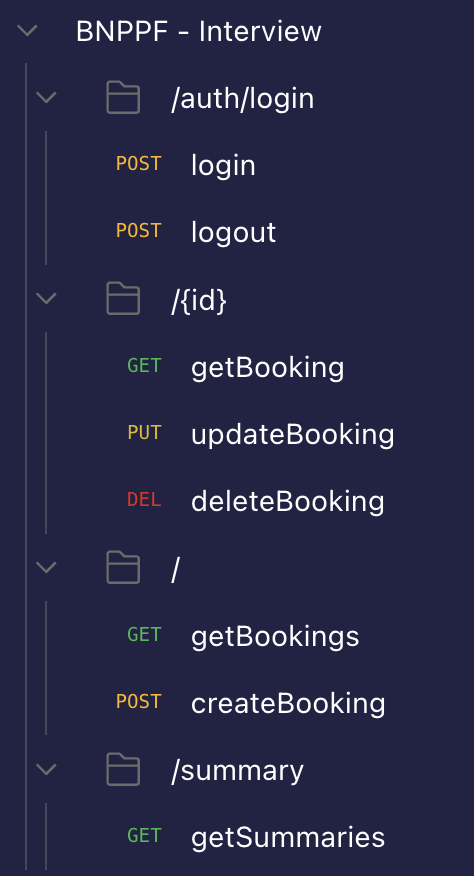 BNPPF - Interview
/auth/login
POST login
POST logout
/{id}
GET getBooking
PUT updateBooking
DEL deleteBooking
/
GET getBookings
POST createBooking
/summary
GET getSummaries